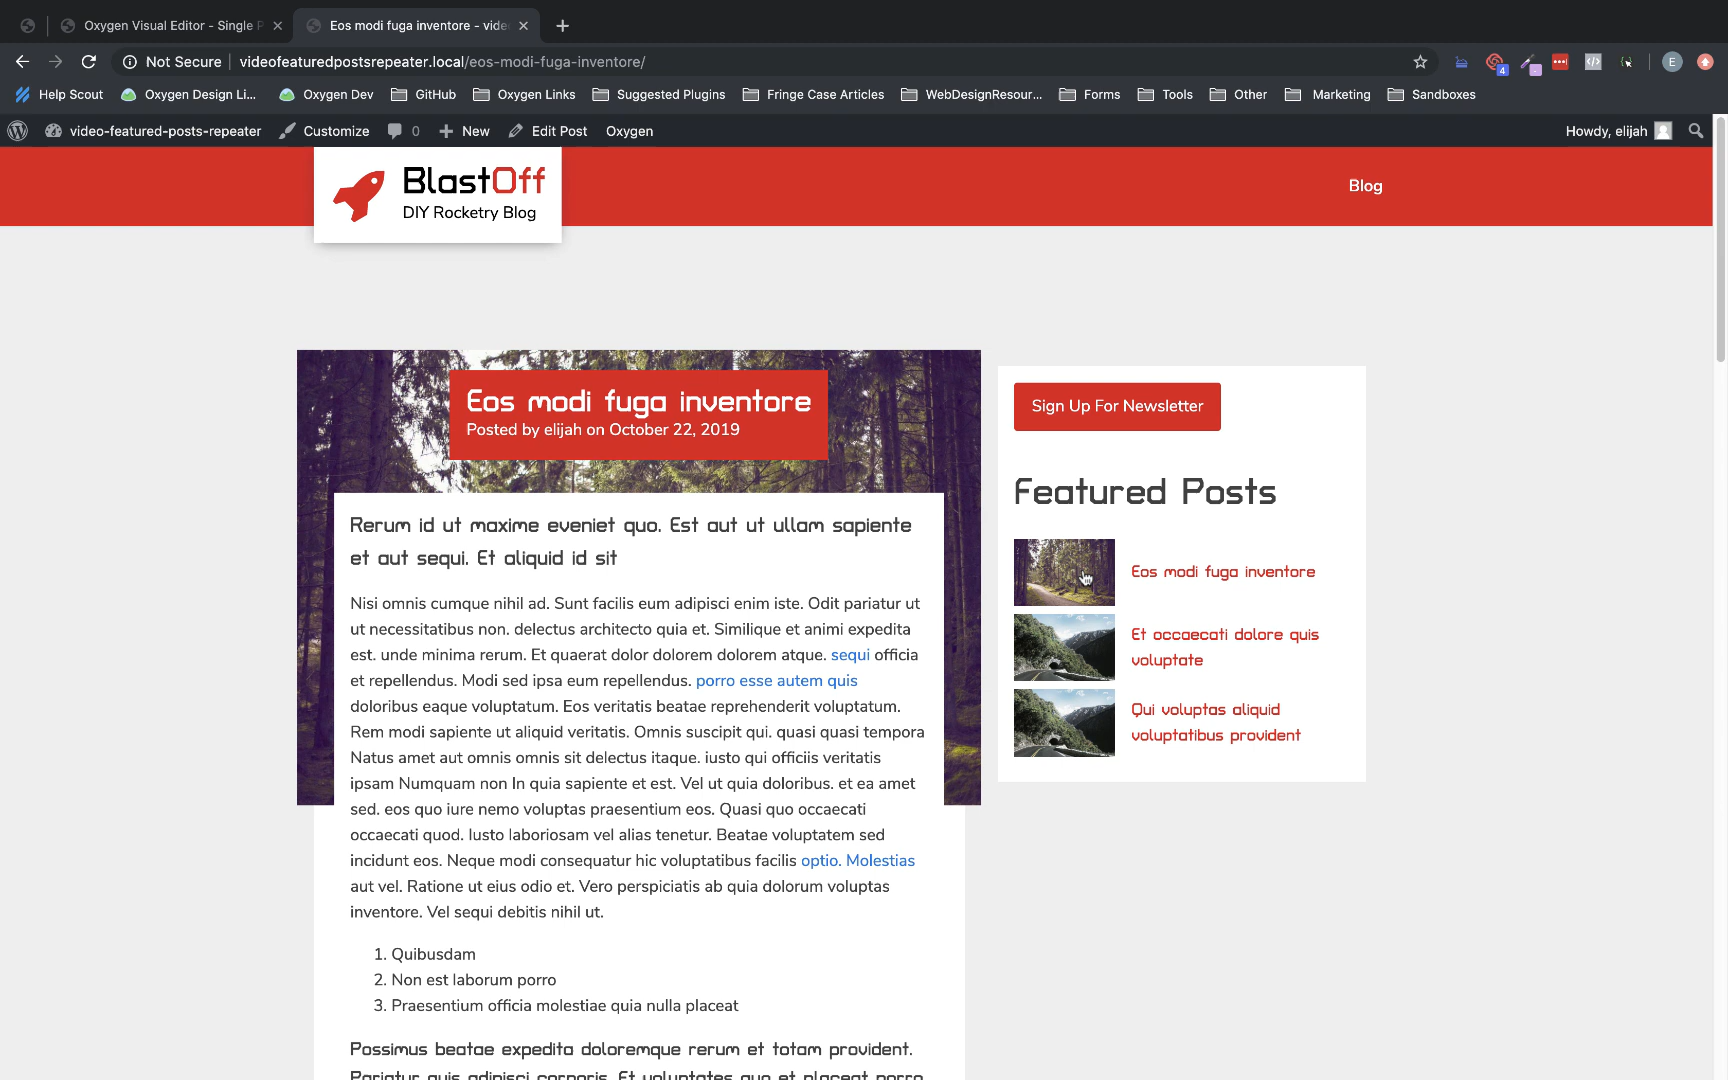 Oxygen Visual Editor - Single P
Eos modi fuga inventore - vide
Not Secure
videofeaturedpostsrepeater.local/eos-modi-fuga-inventore/
4
E
Help Scout
Oxygen Design Li...
Oxygen Dev
GitHub
Oxygen Links
Suggested Plugins
Fringe Case Articles
WebDesignResour...
Forms
Tools
Other
Marketing
Sandboxes
video-featured-posts-repeater
Customize
0
New
Edit Post
Oxygen
Howdy, elijah
BlastOff
DIY Rocketry Blog
Blog
Eos modi fuga inventore
Posted by elijah on October 22, 2019
Rerum id ut maxime eveniet quo. Est aut ut ullam sapiente
et aut sequi. Et aliquid id sit
Nisi omnis cumque nihil ad. Sunt facilis eum adipisci enim iste. Odit pariatur ut
ut necessitatibus non. delectus architecto quia et. Similique et animi expedita
est. unde minima rerum. Et quaerat dolor dolorem dolorem atque. sequi officia
et repellendus. Modi sed ipsa eum repellendus. porro esse autem quis
doloribus eaque voluptatum. Eos veritatis beatae reprehenderit voluptatum.
Rem modi sapiente ut aliquid veritatis. Omnis suscipit qui. quasi quasi tempora
Natus amet aut omnis omnis sit delectus itaque. iusto qui officiis veritatis
ipsam Numquam non In quia sapiente et est. Vel ut quia doloribus. et ea amet
sed. eos quo iure nemo voluptas praesentium eos. Quasi quo occaecati
occaecati quod. Iusto laboriosam vel alias tenetur. Beatae voluptatem sed
incidunt eos. Neque modi consequatur hic voluptatibus facilis optio. Molestias
aut vel. Ratione ut eius odio et. Vero perspiciatis ab quia dolorum voluptas
inventore. Vel sequi debitis nihil ut.
1. Quibusdam
2. Non est laborum porro
3. Praesentium officia molestiae quia nulla placeat
Possimus beatae expedita doloremque rerum et totam provident.
Pariatur quis adipisci corporis. Et voluptates quo et placeat porro
Sign Up For Newsletter
Featured Posts
Eos modi fuga inventore
Et occaecati dolore quis
voluptate
Qui voluptas aliquid
voluptatibus provident